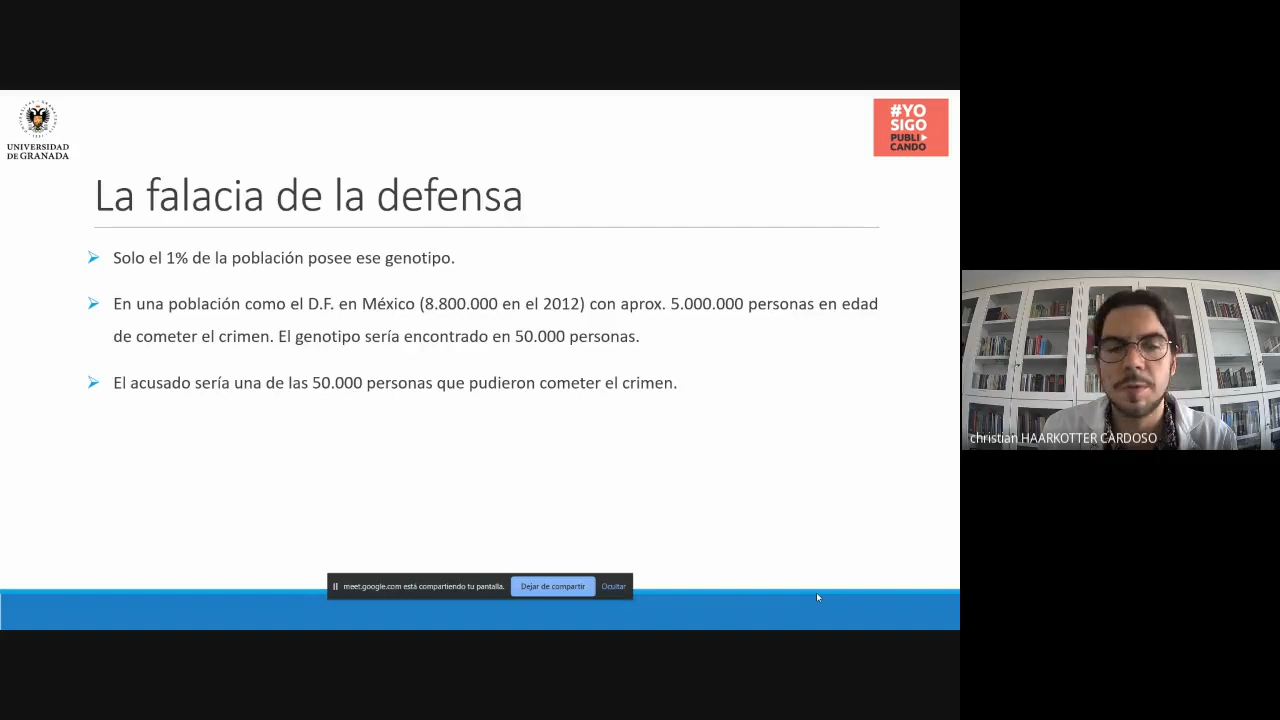 UNIVERSIDAD
DE GRANADA
#YO
SIGO
PUBLI
CANDO
La falacia de la defensa
Solo el 1% de la población posee ese genotipo.
En una población como el D.F. en México (8.800.000 en el 2012) con aprox. 5.000.000 personas en edad
de cometer el crimen. El genotipo sería encontrado en 50.000 personas.
El acusado sería una de las 50.000 personas que pudieron cometer el crimen.
christian HAARKOTTER CARDOSO
meet.google.com está compartiendo tu pantalla. Dejar de compartir Ocultar